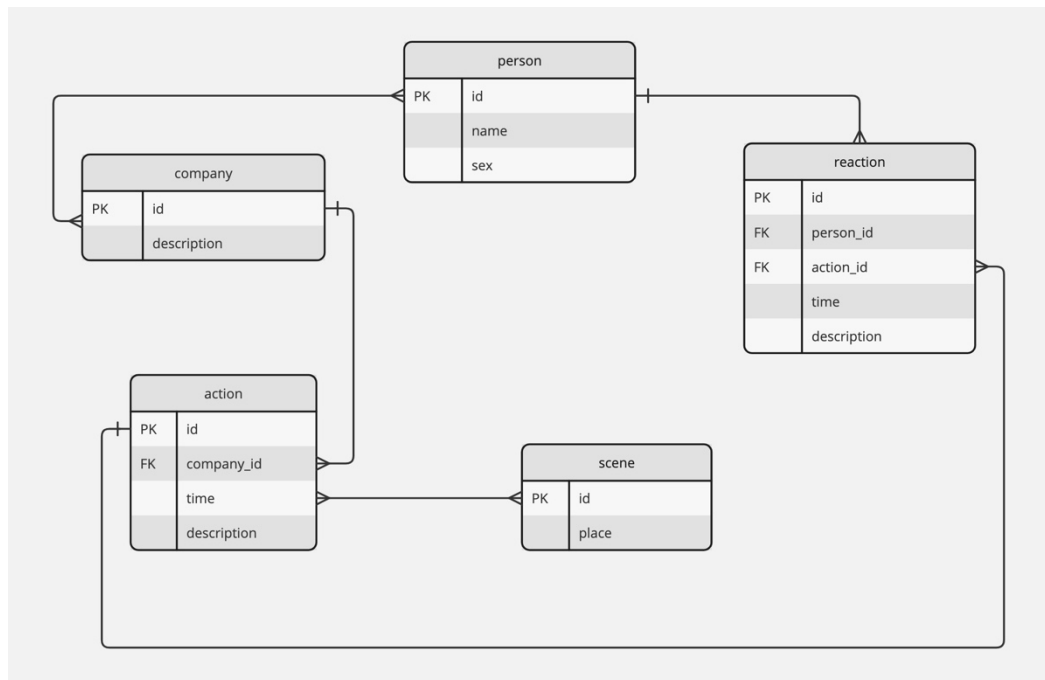 person
PK id
name
sex
company
PK id
description
reaction
PK id
FK person_id
FK action_id
time
description
action
PK id
FK company_id
time
description
scene
PK id
place